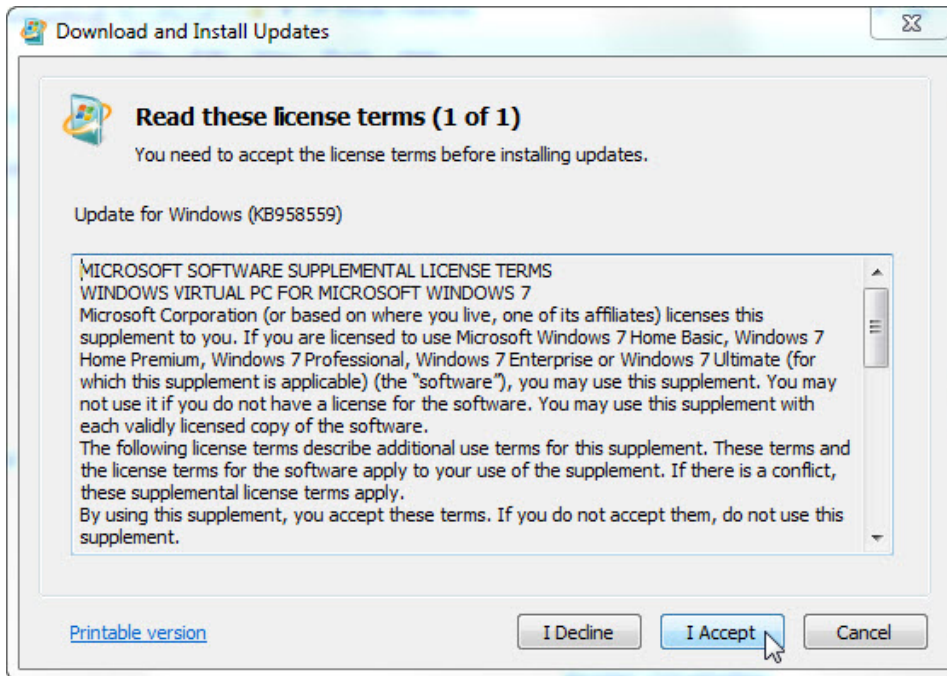 Download and Install Updates
Read these license terms (1 of 1)
You need to accept the license terms before installing updates.
Update for Windows (KB958559)
MICROSOFT SOFTWARE SUPPLEMENTAL LICENSE TERMS
WINDOWS VIRTUAL PC FOR MICROSOFT WINDOWS 7
Microsoft Corporation (or based on where you live, one of its affiliates) licenses this
supplement to you. If you are licensed to use Microsoft Windows 7 Home Basic, Windows 7
Home Premium, Windows 7 Professional, Windows 7 Enterprise or Windows 7 Ultimate (for
which this supplement is applicable) (the “software”), you may use this supplement. You may
not use it if you do not have a license for the software. You may use this supplement with
each validly licensed copy of the software.
The following license terms describe additional use terms for this supplement. These terms and
the license terms for the software apply to your use of the supplement. If there is a conflict,
these supplemental license terms apply.
By using this supplement, you accept these terms. If you do not accept them, do not use this
supplement.
Printable version
I Decline
I Accept
Cancel